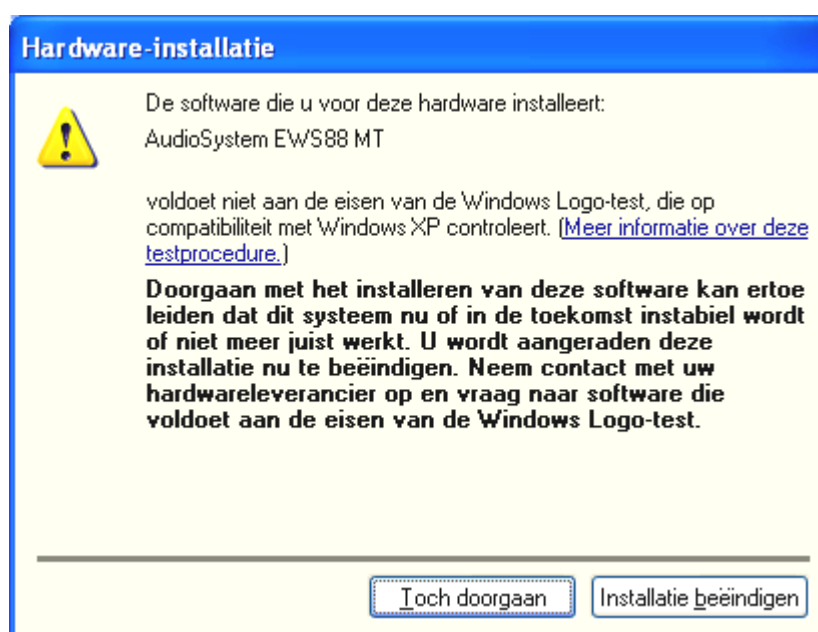 Hardware-installatie
De software die u voor deze hardware installeert:
AudioSystem EWS88 MT
voldoet niet aan de eisen van de Windows Logo-test, die op
compatibiliteit met Windows XP controleert. (Meer informatie over deze
testprocedure.)
Doorgaan met het installeren van deze software kan ertoe
leiden dat dit systeem nu of in de toekomst instabiel wordt
of niet meer juist werkt. U wordt aangeraden deze
installatie nu te beëindigen. Neem contact met uw
hardwareleverancier op en vraag naar software die
voldoet aan de eisen van de Windows Logo-test.
Toch doorgaan
Installatie beëindigen